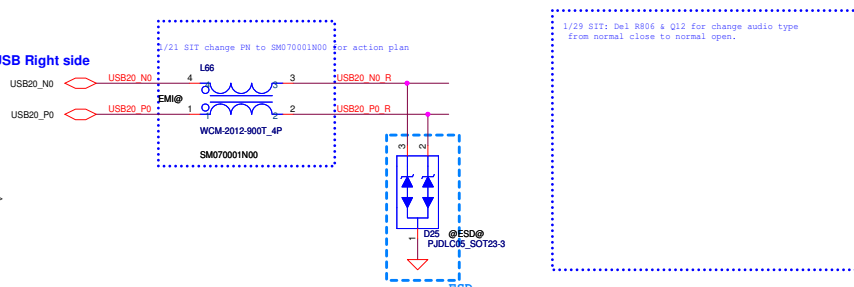 1/21 SIT change PN to SM070001N00 for action plan
1/29 SIT: Del R806 & Q12 for change audio type
from normal close to normal open.
USB Right side
L66
USB20_N0 USB20_N0 4 3 USB20_N0_R
EMI@
USB20_P0 USB20_P0 1 2 USB20_P0_R
WCM-2012-900T_4P
SM070001N00
3 2
1
D25 @ESD@
PJDLC05_SOT23-3
ESD